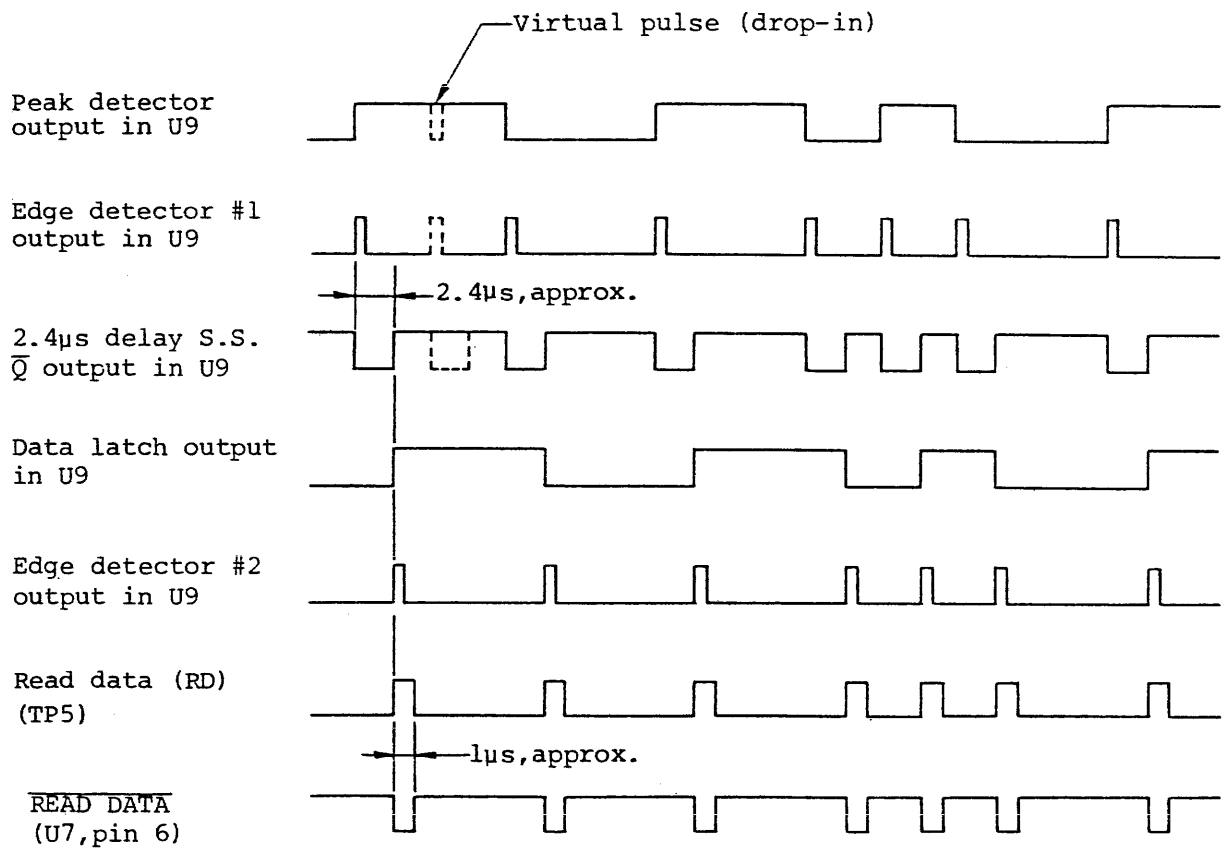 Virtual pulse (drop-in)
Peak detector
output in U9
Edge detector #1
output in U9
2.4µs,approx.
2.4µs delay S.S.
Q̅ output in U9
Data latch output
in U9
Edge detector #2
output in U9
Read data (RD)
(TP5)
1µs,approx.
R̅E̅A̅D̅ ̅D̅A̅T̅A̅
(U7,pin 6)